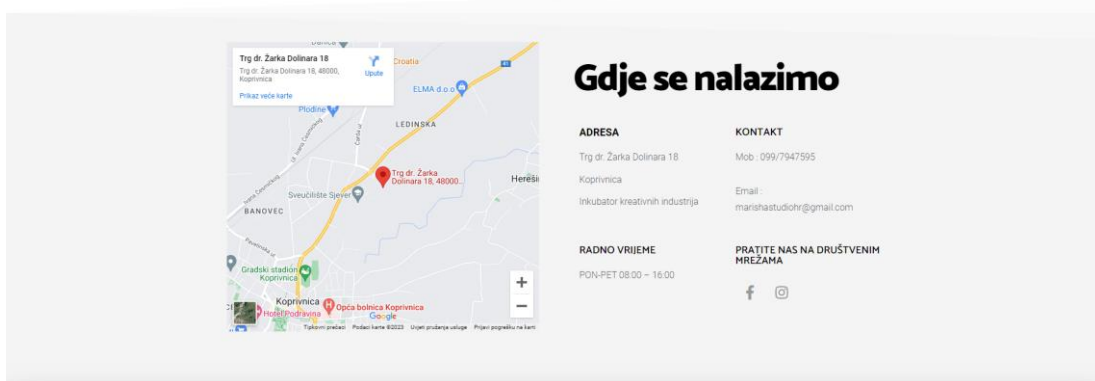 Trg dr. Žarka Dolinara 18
Trg dr. Žarka Dolinara 18, 48000,
Koprivnica
Upute
Prikaz veće karte
Croatia
ELMA d.o.o
Plodine
LEDINSKA
Trg dr. Žarka
Dolinara 18, 48000...
Sveučilište Sjever
BANOVEC
Gradski stadion
Koprivnica
Koprivnica
Opća bolnica Koprivnica
Hotel Podravina
Google
Tipkovni prečaci
Podaci karte ©2023
Uvjeti pružanja usluge
Prijavi pogrešku na karti
Gdje se nalazimo
ADRESA
Trg dr. Žarka Dolinara 18
Koprivnica
Inkubator kreativnih industrija
KONTAKT
Mob : 099/7947595
Email :
marishastudiohr@gmail.com
RADNO VRIJEME
PON-PET 08:00 – 16:00
PRATITE NAS NA DRUŠTVENIM
MREŽAMA